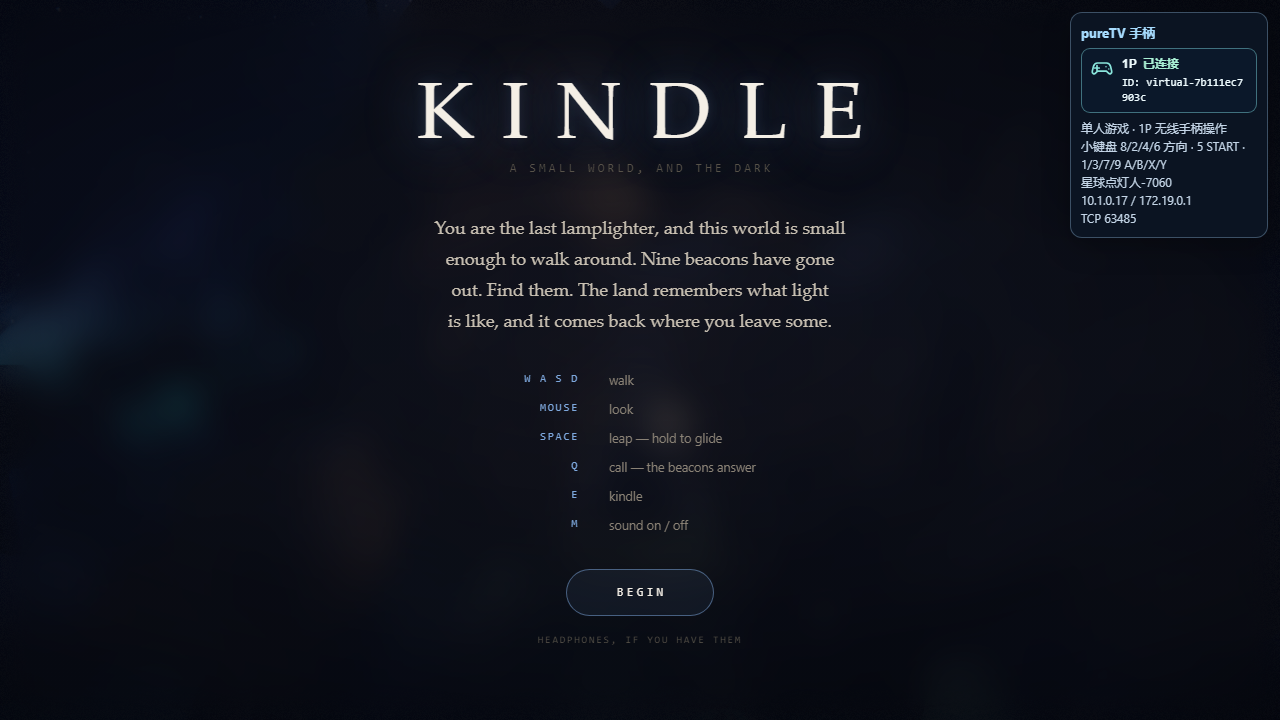 KINDLE
A SMALL WORLD, AND THE DARK
You are the last lamplighter, and this world is small
enough to walk around. Nine beacons have gone
out. Find them. The land remembers what light
is like, and it comes back where you leave some.
W A S D walk
MOUSE look
SPACE leap — hold to glide
Q call — the beacons answer
E kindle
M sound on / off
BEGIN
HEADPHONES, IF YOU HAVE THEM
pureTV 手柄
1P 已连接
ID: virtual-7b111ec7
903c
单人游戏 · 1P 无线手柄操作
小键盘 8/2/4/6 方向 · 5 START ·
1/3/7/9 A/B/X/Y
星球点灯人-7060
10.1.0.17 / 172.19.0.1
TCP 63485